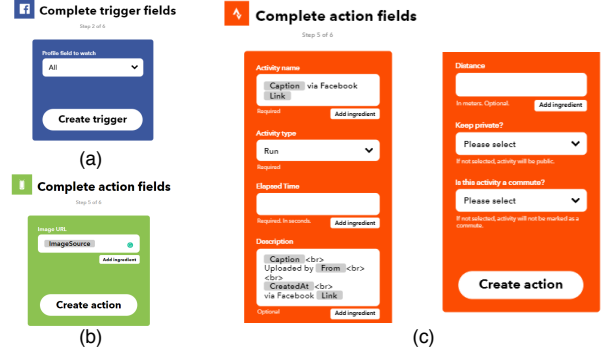 Complete trigger fields
Step 2 of 6
Profile field to watch
All
Create trigger
(a)
Complete action fields
Step 5 of 6
Image URL
ImageSource
Add ingredient
Create action
(b)
Complete action fields
Step 5 of 6
Activity name
Caption via Facebook
Link
Required
Add ingredient
Activity type
Run
Required
Elapsed Time
Required. In seconds.
Add ingredient
Description
Caption <br>
Uploaded by From <br>
<br>
CreatedAt <br>
via Facebook Link
Optional
Add ingredient
Distance
In meters. Optional.
Add ingredient
Keep private?
Please select
If not selected, activity will be public.
Is this activity a commute?
Please select
If not selected, activity will not be marked as a
commute.
Create action
(c)